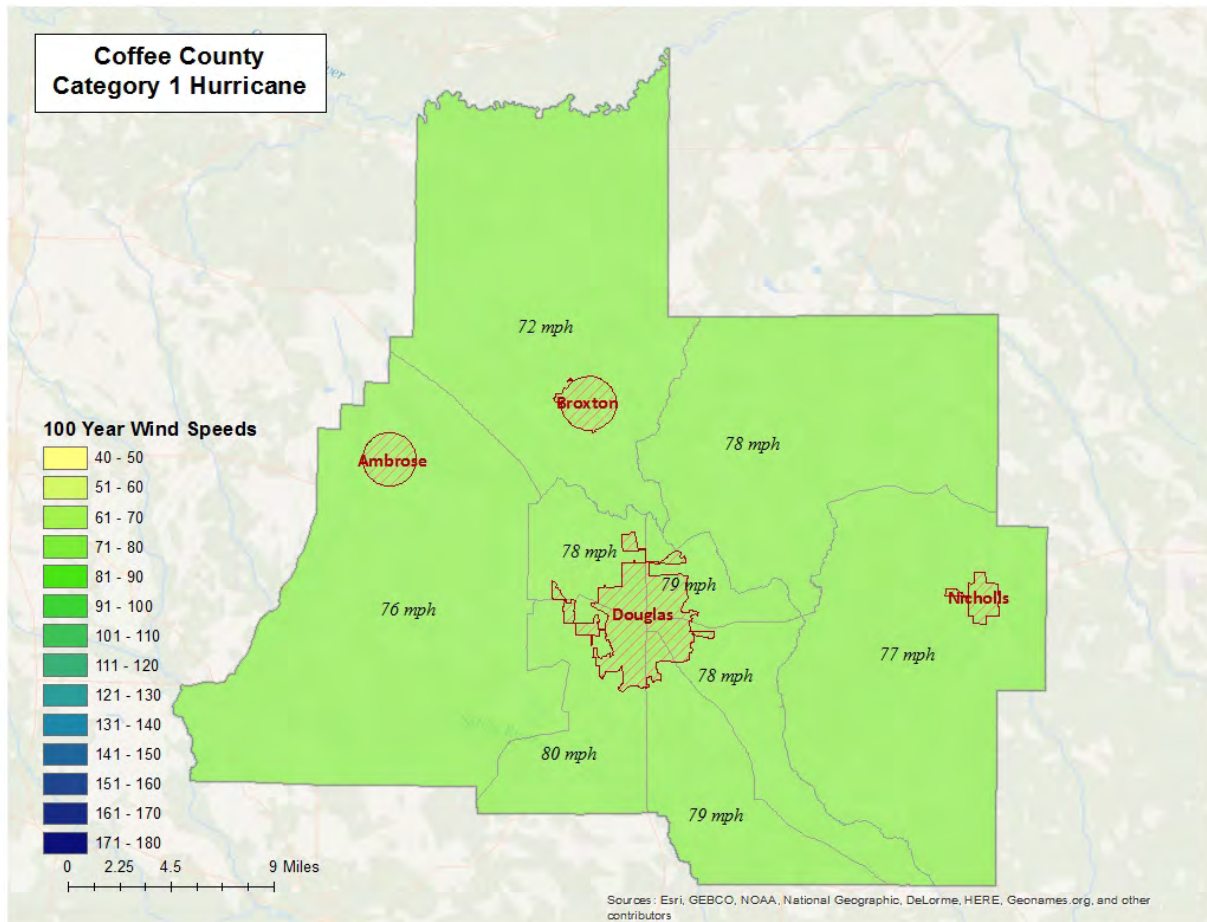 Coffee County
Category 1 Hurricane
72 mph
Broxton
78 mph
100 Year Wind Speeds
40 - 50
51 - 60
61 - 70
71 - 80
81 - 90
91 - 100
101 - 110
111 - 120
121 - 130
131 - 140
141 - 150
151 - 160
161 - 170
171 - 180
Ambrose
78 mph
79 mph
Douglas
Nicholls
76 mph
77 mph
78 mph
80 mph
79 mph
0 2.25 4.5 9 Miles
Sources: Esri, GEBCO, NOAA, National Geographic, DeLorme, HERE, Geonames.org, and other
contributors